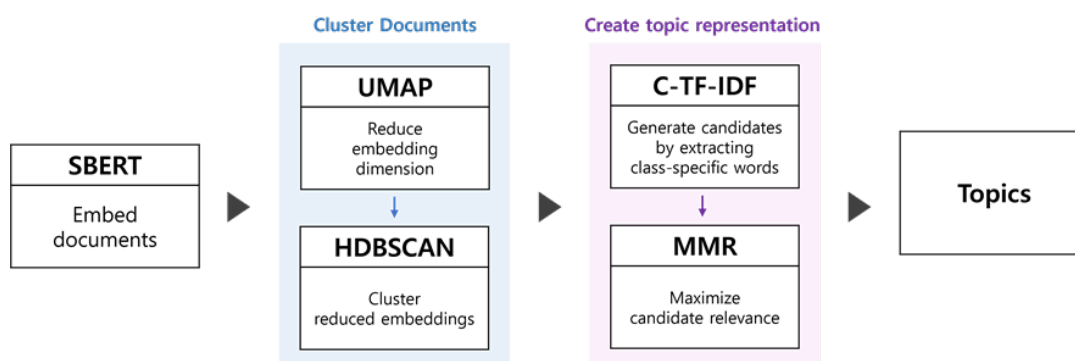 Cluster Documents
Create topic representation
SBERT
Embed
documents
UMAP
Reduce
embedding
dimension
HDBSCAN
Cluster
reduced embeddings
C-TF-IDF
Generate candidates
by extracting
class-specific words
MMR
Maximize
candidate relevance
Topics